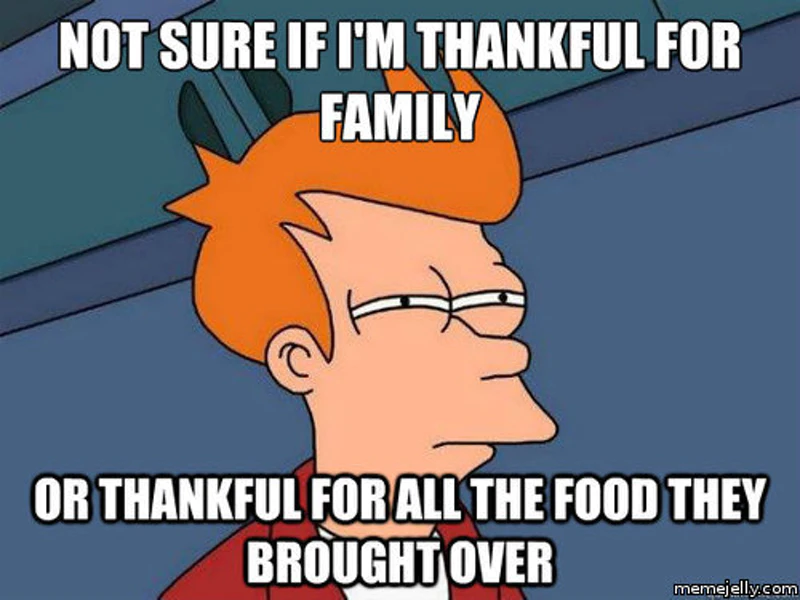 NOT SURE IF I'M THANKFUL FOR
FAMILY
OR THANKFUL FOR ALL THE FOOD THEY
BROUGHT OVER
memejelly.com